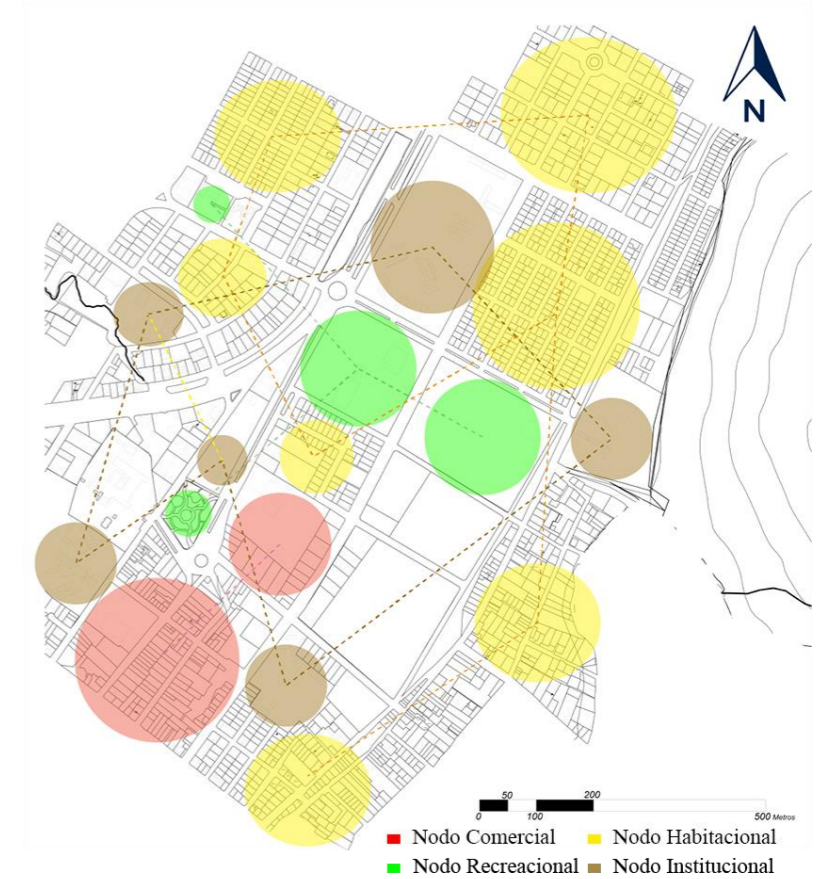 N
50 200
0 100 500 Metros
Nodo Comercial Nodo Habitacional
Nodo Recreacional Nodo Institucional